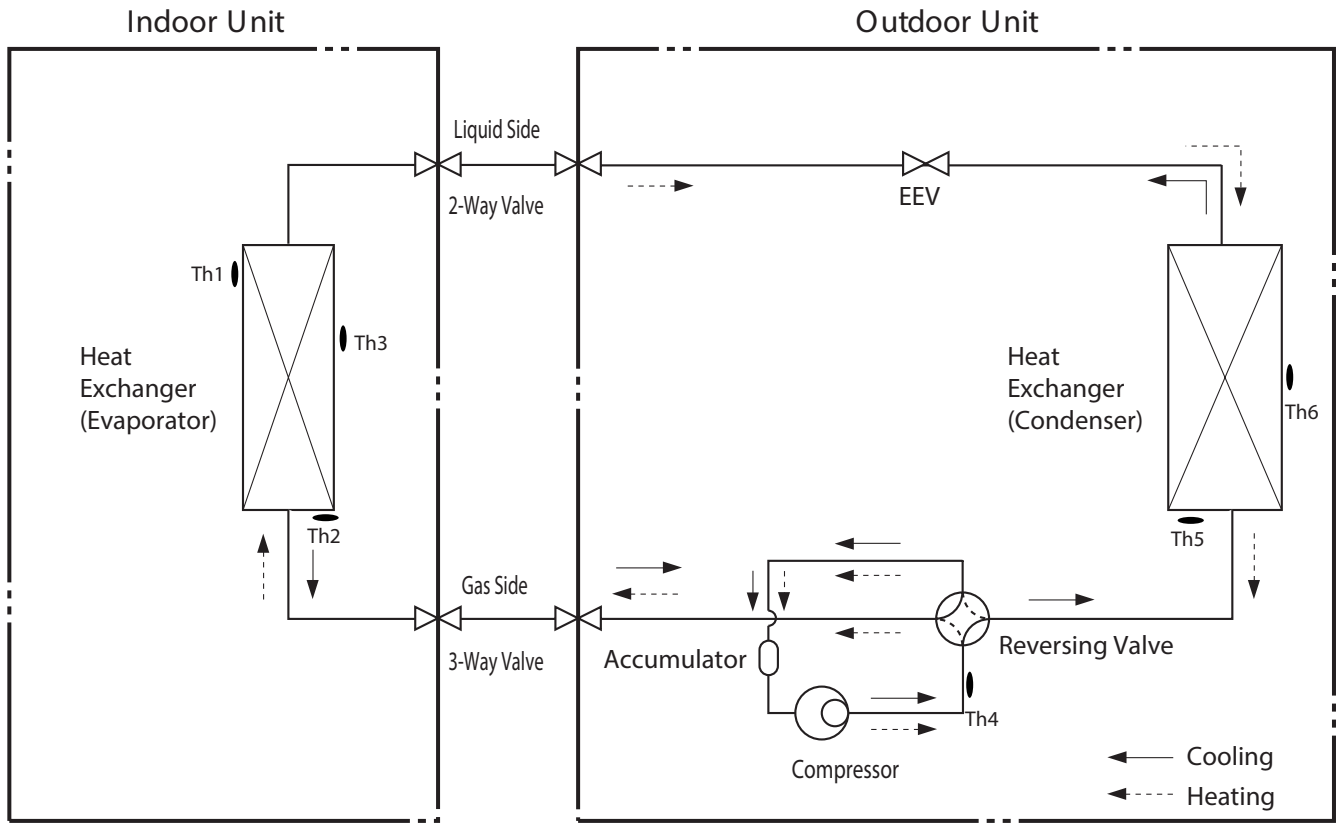 Indoor Unit
Outdoor Unit
Liquid Side
2-Way Valve
EEV
Th1
Th3
Heat
Exchanger
(Evaporator)
Th2
Heat
Exchanger
(Condenser)
Th6
Th5
Gas Side
3-Way Valve
Accumulator
Reversing Valve
Th4
Compressor
Cooling
Heating